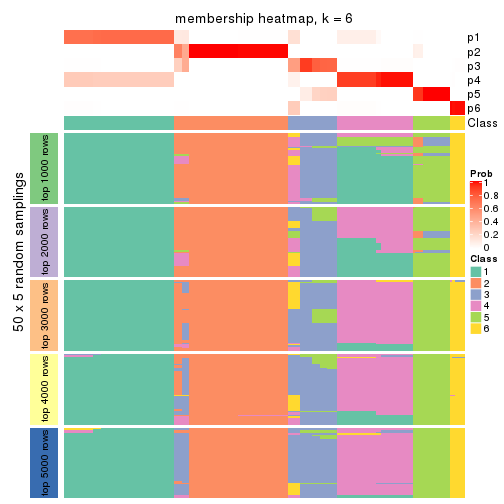 membership heatmap, k = 6
p1
p2
p3
p4
p5
p6
Class
50 x 5 random samplings
top 1000 rows
top 2000 rows
top 3000 rows
top 4000 rows
top 5000 rows
Prob
1
0.8
0.6
0.4
0.2
0
Class
1
2
3
4
5
6